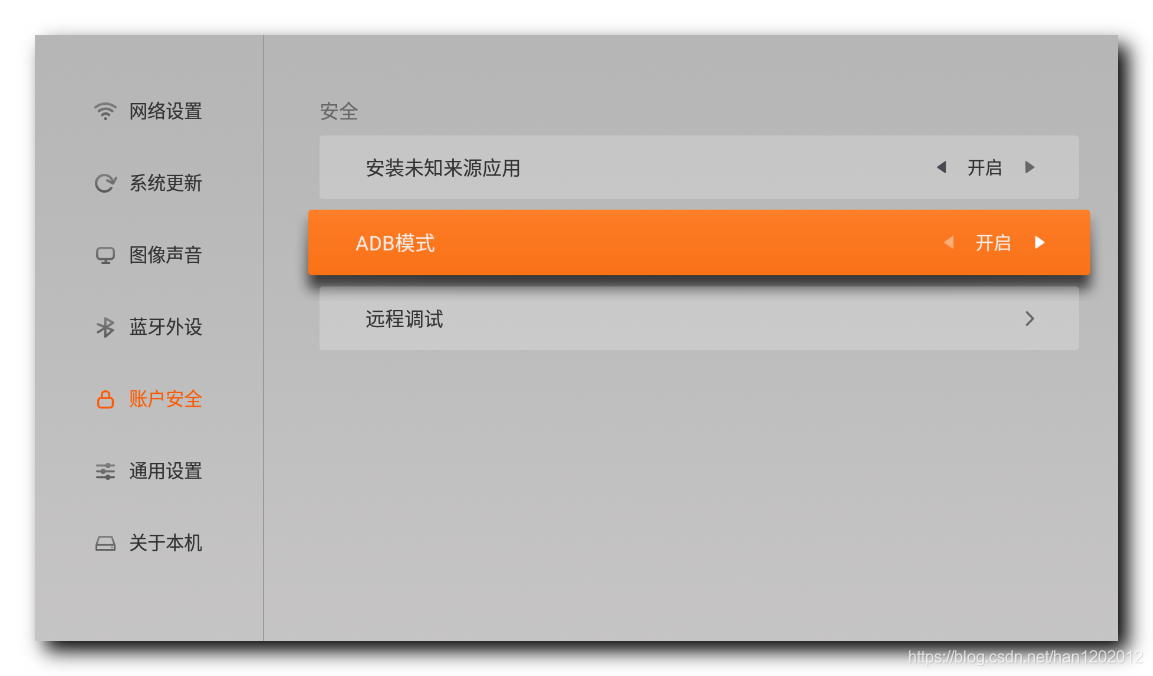 网络设置
系统更新
图像声音
蓝牙外设
账户安全
通用设置
关于本机
安全
安装未知来源应用 开启
ADB模式 开启
远程调试
https://blog.csdn.net/han1202012